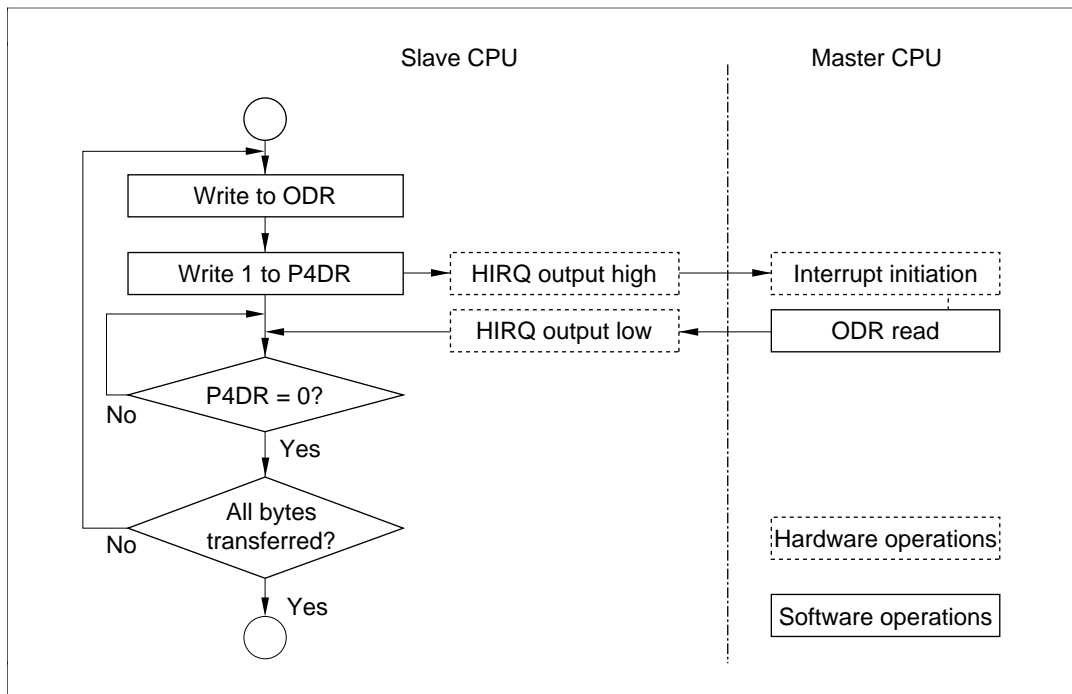 Slave CPU
Master CPU
Write to ODR
Write 1 to P4DR
HIRQ output high
Interrupt initiation
HIRQ output low
ODR read
P4DR = 0?
No
Yes
All bytes
transferred?
No
Yes
Hardware operations
Software operations